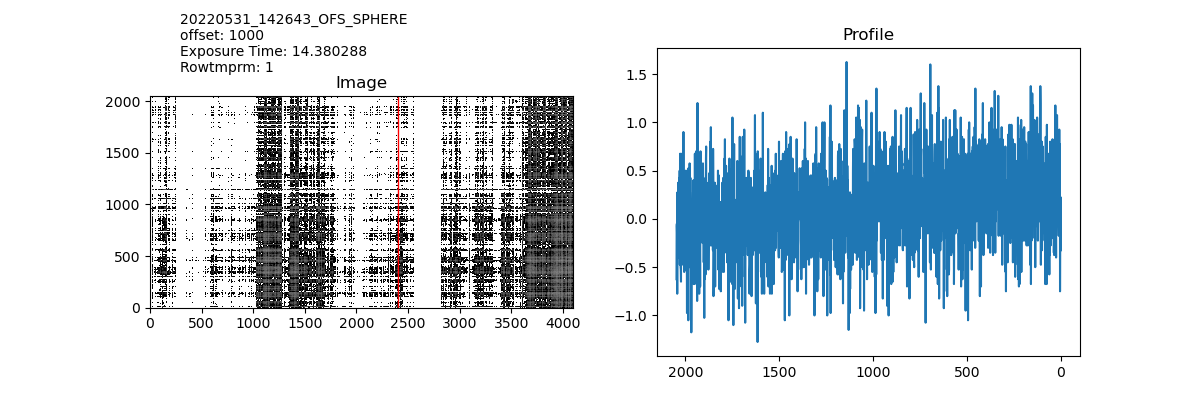 20220531_142643_OFS_SPHERE
offset: 1000
Exposure Time: 14.380288
Rowtmprm: 1
Image
2000
1500
1000
500
0
0 500 1000 1500 2000 2500 3000 3500 4000
Profile
1.5
1.0
0.5
0.0
−0.5
−1.0
2000 1500 1000 500 0